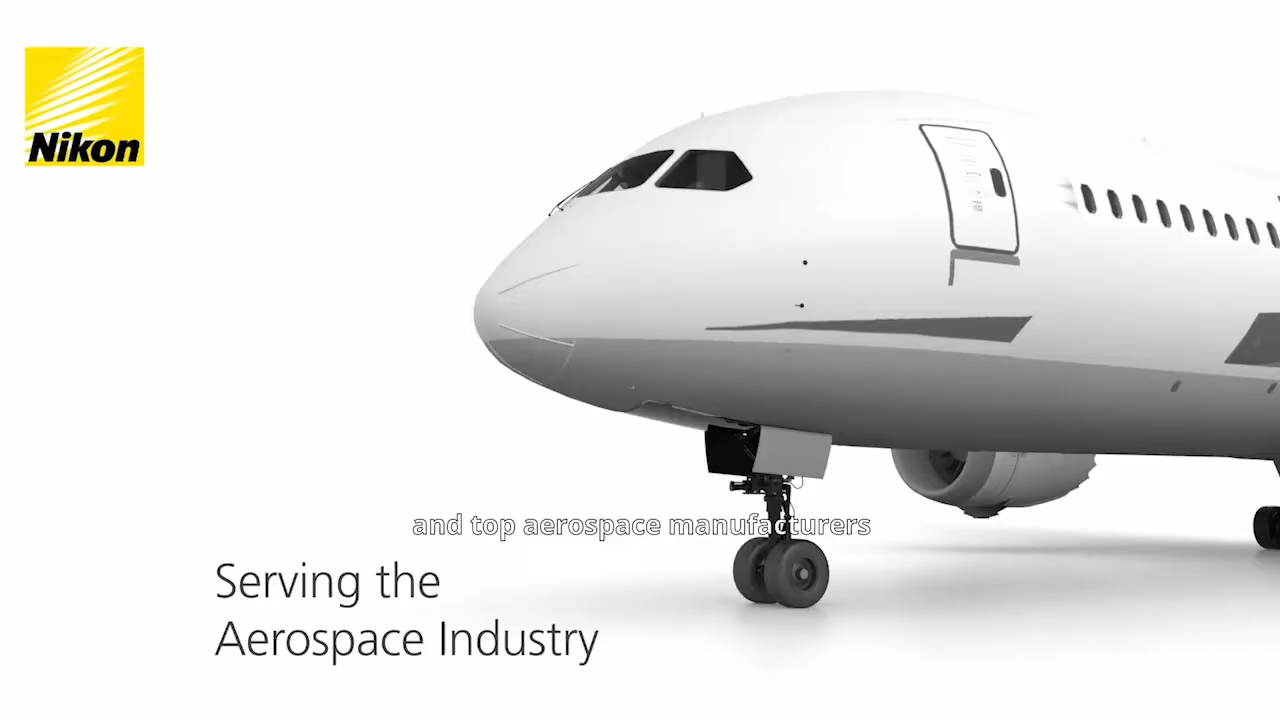 Nikon
and top aerospace manufacturers
Serving the
Aerospace Industry